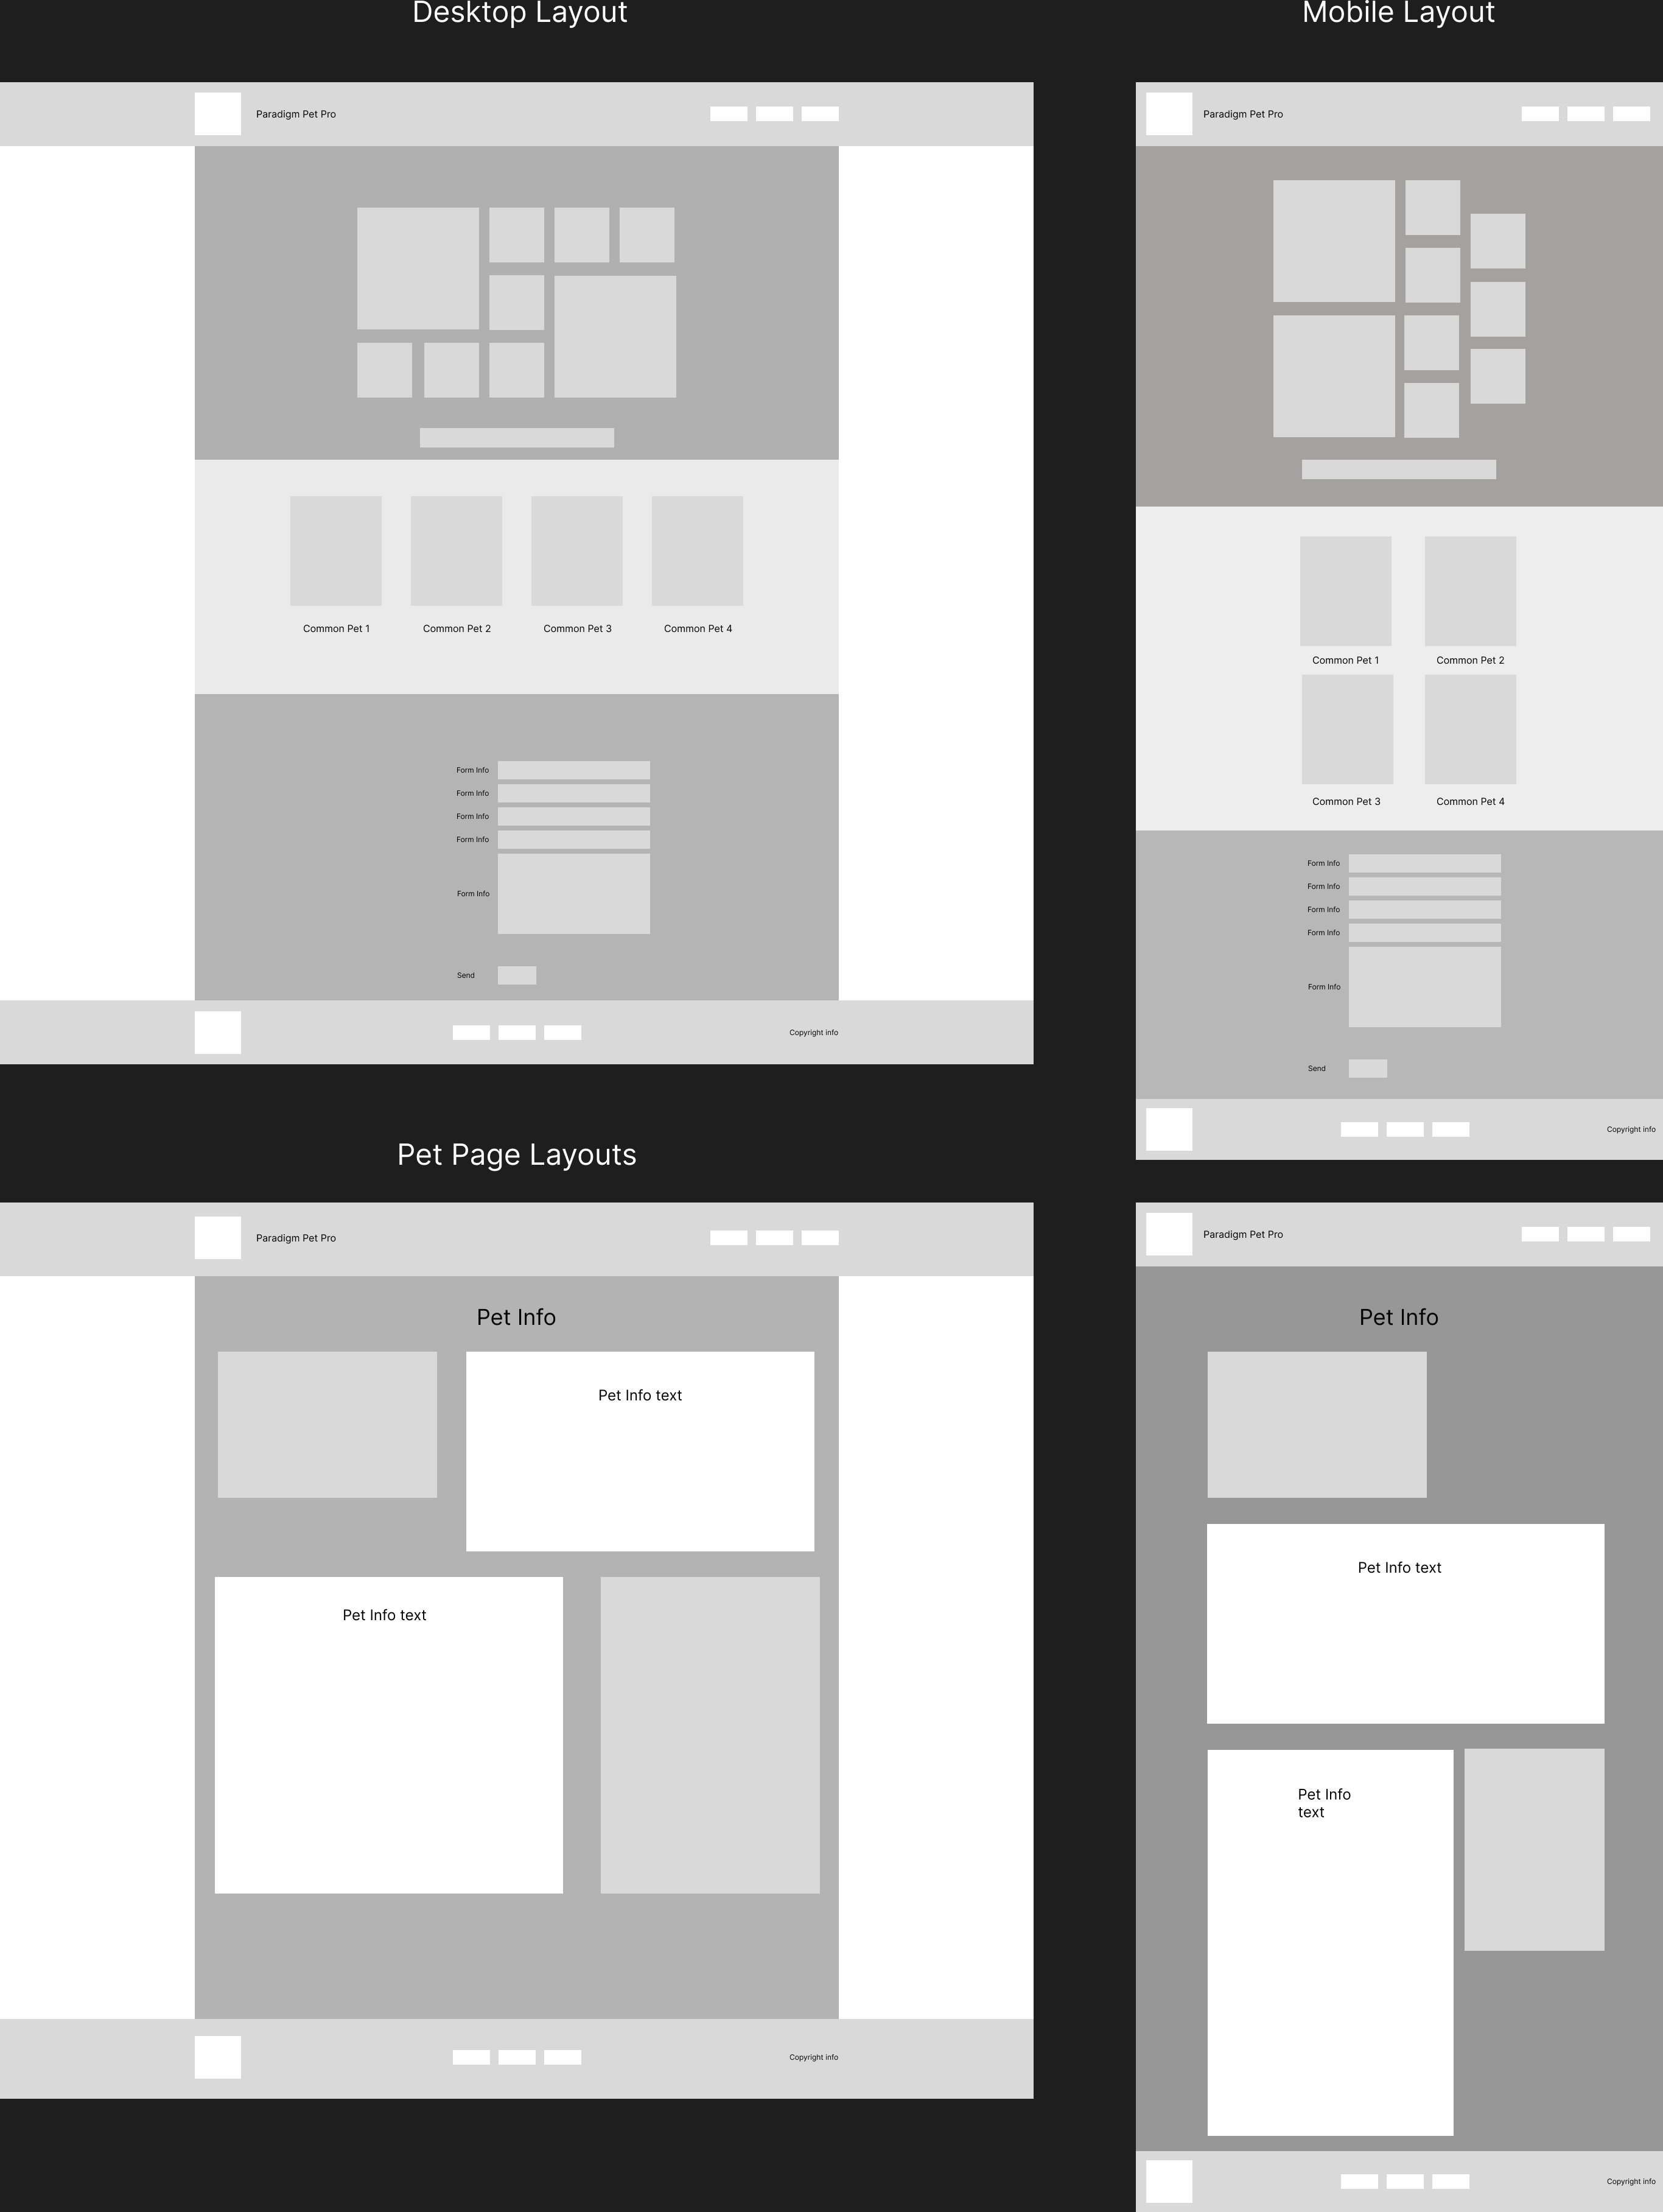 Desktop Layout
Paradigm Pet Pro
Common Pet 1
Common Pet 2
Common Pet 3
Common Pet 4
Form Info
Form Info
Form Info
Form Info
Form Info
Send
Copyright info
Mobile Layout
Paradigm Pet Pro
Common Pet 1
Common Pet 2
Common Pet 3
Common Pet 4
Form Info
Form Info
Form Info
Form Info
Form Info
Send
Copyright info
Pet Page Layouts
Paradigm Pet Pro
Pet Info
Pet Info text
Pet Info text
Copyright info
Paradigm Pet Pro
Pet Info
Pet Info text
Pet Info
text
Copyright info